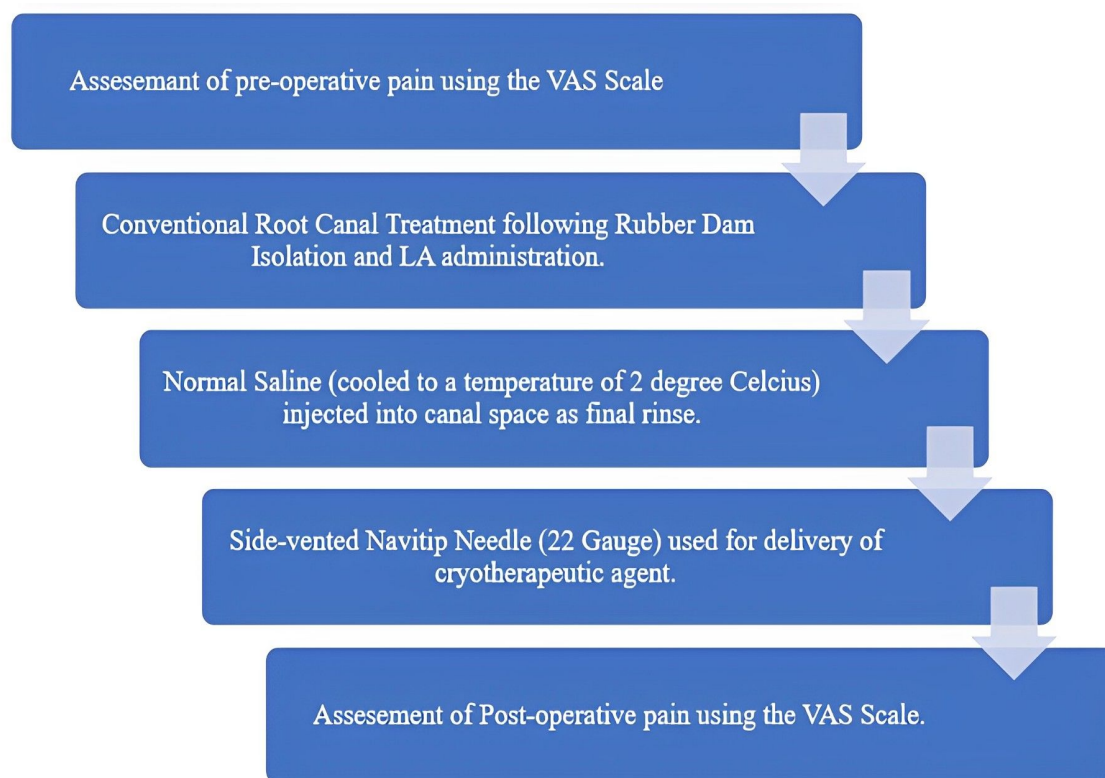 Assesemant of pre-operative pain using the VAS Scale
Conventional Root Canal Treatment following Rubber Dam
Isolation and LA administration.
Normal Saline (cooled to a temperature of 2 degree Celcius)
injected into canal space as final rinse.
Side-vented Navitip Needle (22 Gauge) used for delivery of
cryotherapeutic agent.
Assesement of Post-operative pain using the VAS Scale.